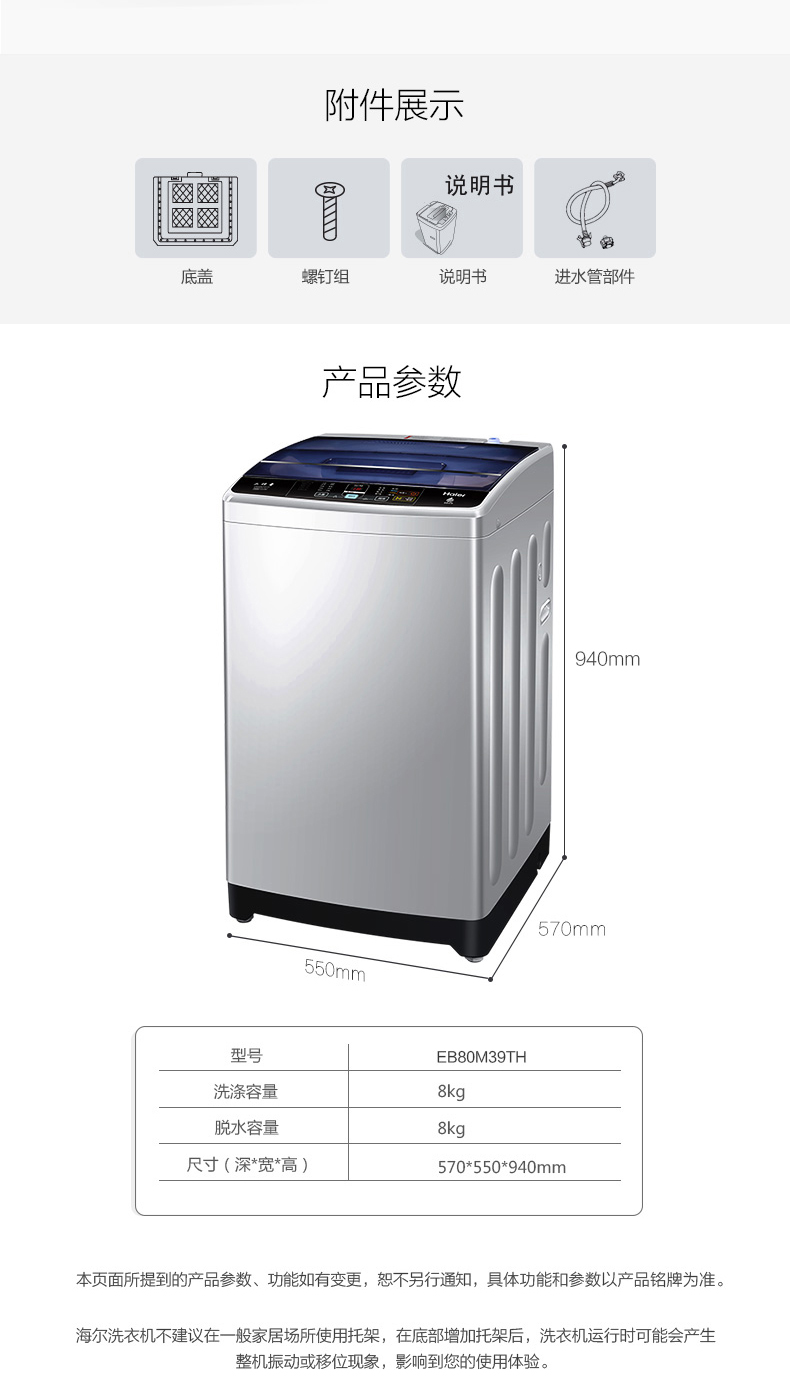 附件展示
说明书
底盖
螺钉组
说明书
进水管部件
产品参数
Haier
940mm
570mm
550mm
型号 EB80M39TH
洗涤容量 8kg
脱水容量 8kg
尺寸（深*宽*高） 570*550*940mm
本页面所提到的产品参数、功能如有变更，恕不另行通知，具体功能和参数以产品铭牌为准。
海尔洗衣机不建议在一般家居场所使用托架，在底部增加托架后，洗衣机运行时可能会产生
整机振动或移位现象，影响到您的使用体验。